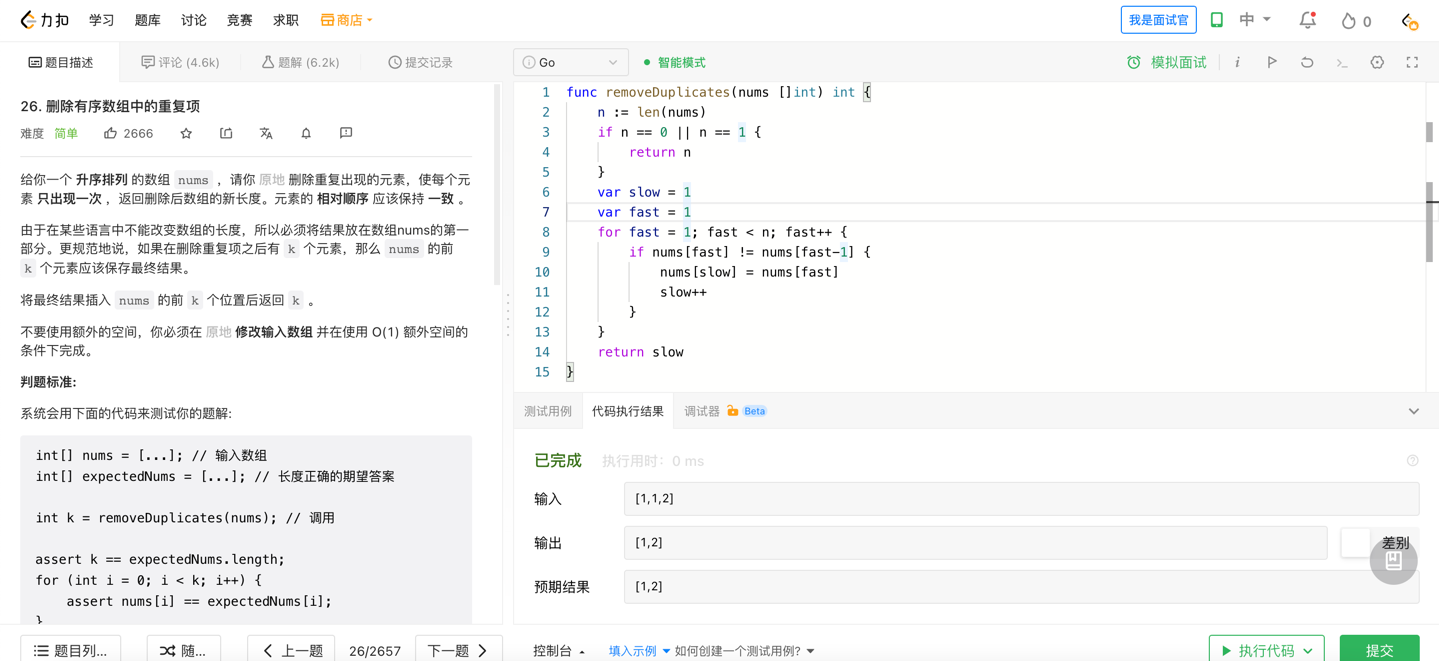 力扣 学习 题库 讨论 竞赛 求职 商店 我是面试官 中 0
题目描述 评论 (4.6k) 题解 (6.2k) 提交记录
26. 删除有序数组中的重复项
难度 简单 2666
给你一个 升序排列 的数组 nums ，请你 原地 删除重复出现的元素，使每个元
素 只出现一次 ，返回删除后数组的新长度。元素的 相对顺序 应该保持 一致 。
由于在某些语言中不能改变数组的长度，所以必须将结果放在数组nums的第一
部分。更规范地说，如果在删除重复项之后有 k 个元素，那么 nums 的前
k 个元素应该保存最终结果。
将最终结果插入 nums 的前 k 个位置后返回 k 。
不要使用额外的空间，你必须在 原地 修改输入数组 并在使用 O(1) 额外空间的
条件下完成。
判题标准:
系统会用下面的代码来测试你的题解:
int[] nums = [...]; // 输入数组
int[] expectedNums = [...]; // 长度正确的期望答案
int k = removeDuplicates(nums); // 调用
assert k == expectedNums.length;
for (int i = 0; i < k; i++) {
    assert nums[i] == expectedNums[i];
}
题目列... 随... 上一题 26/2657 下一题
Go 智能模式 模拟面试 i
1 func removeDuplicates(nums []int) int {
2     n := len(nums)
3     if n == 0 || n == 1 {
4         return n
5     }
6     var slow = 1
7     var fast = 1
8     for fast = 1; fast < n; fast++ {
9         if nums[fast] != nums[fast-1] {
10             nums[slow] = nums[fast]
11             slow++
12         }
13     }
14     return slow
15 }
测试用例 代码执行结果 调试器 Beta
已完成 执行用时：0 ms
输入 [1,1,2]
输出 [1,2] 差别
预期结果 [1,2]
控制台 填入示例 如何创建一个测试用例? 执行代码 提交